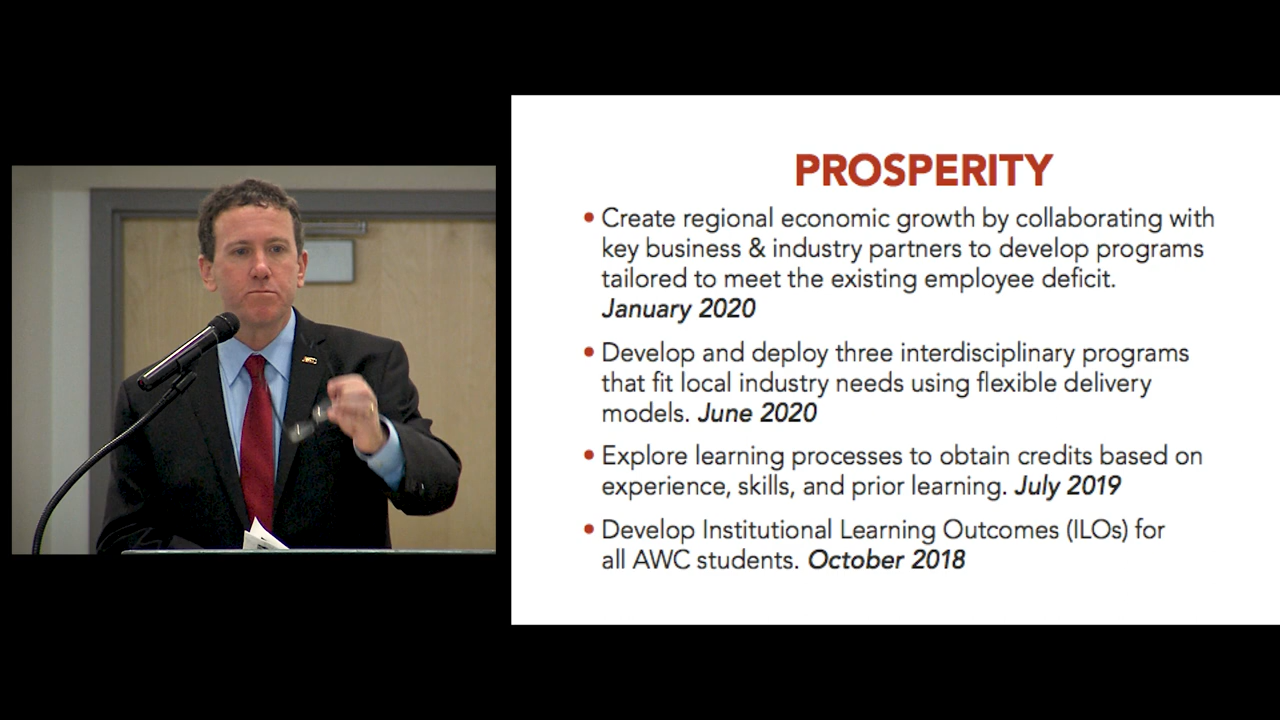 PROSPERITY
• Create regional economic growth by collaborating with
key business & industry partners to develop programs
tailored to meet the existing employee deficit.
January 2020
• Develop and deploy three interdisciplinary programs
that fit local industry needs using flexible delivery
models. June 2020
• Explore learning processes to obtain credits based on
experience, skills, and prior learning. July 2019
• Develop Institutional Learning Outcomes (ILOs) for
all AWC students. October 2018